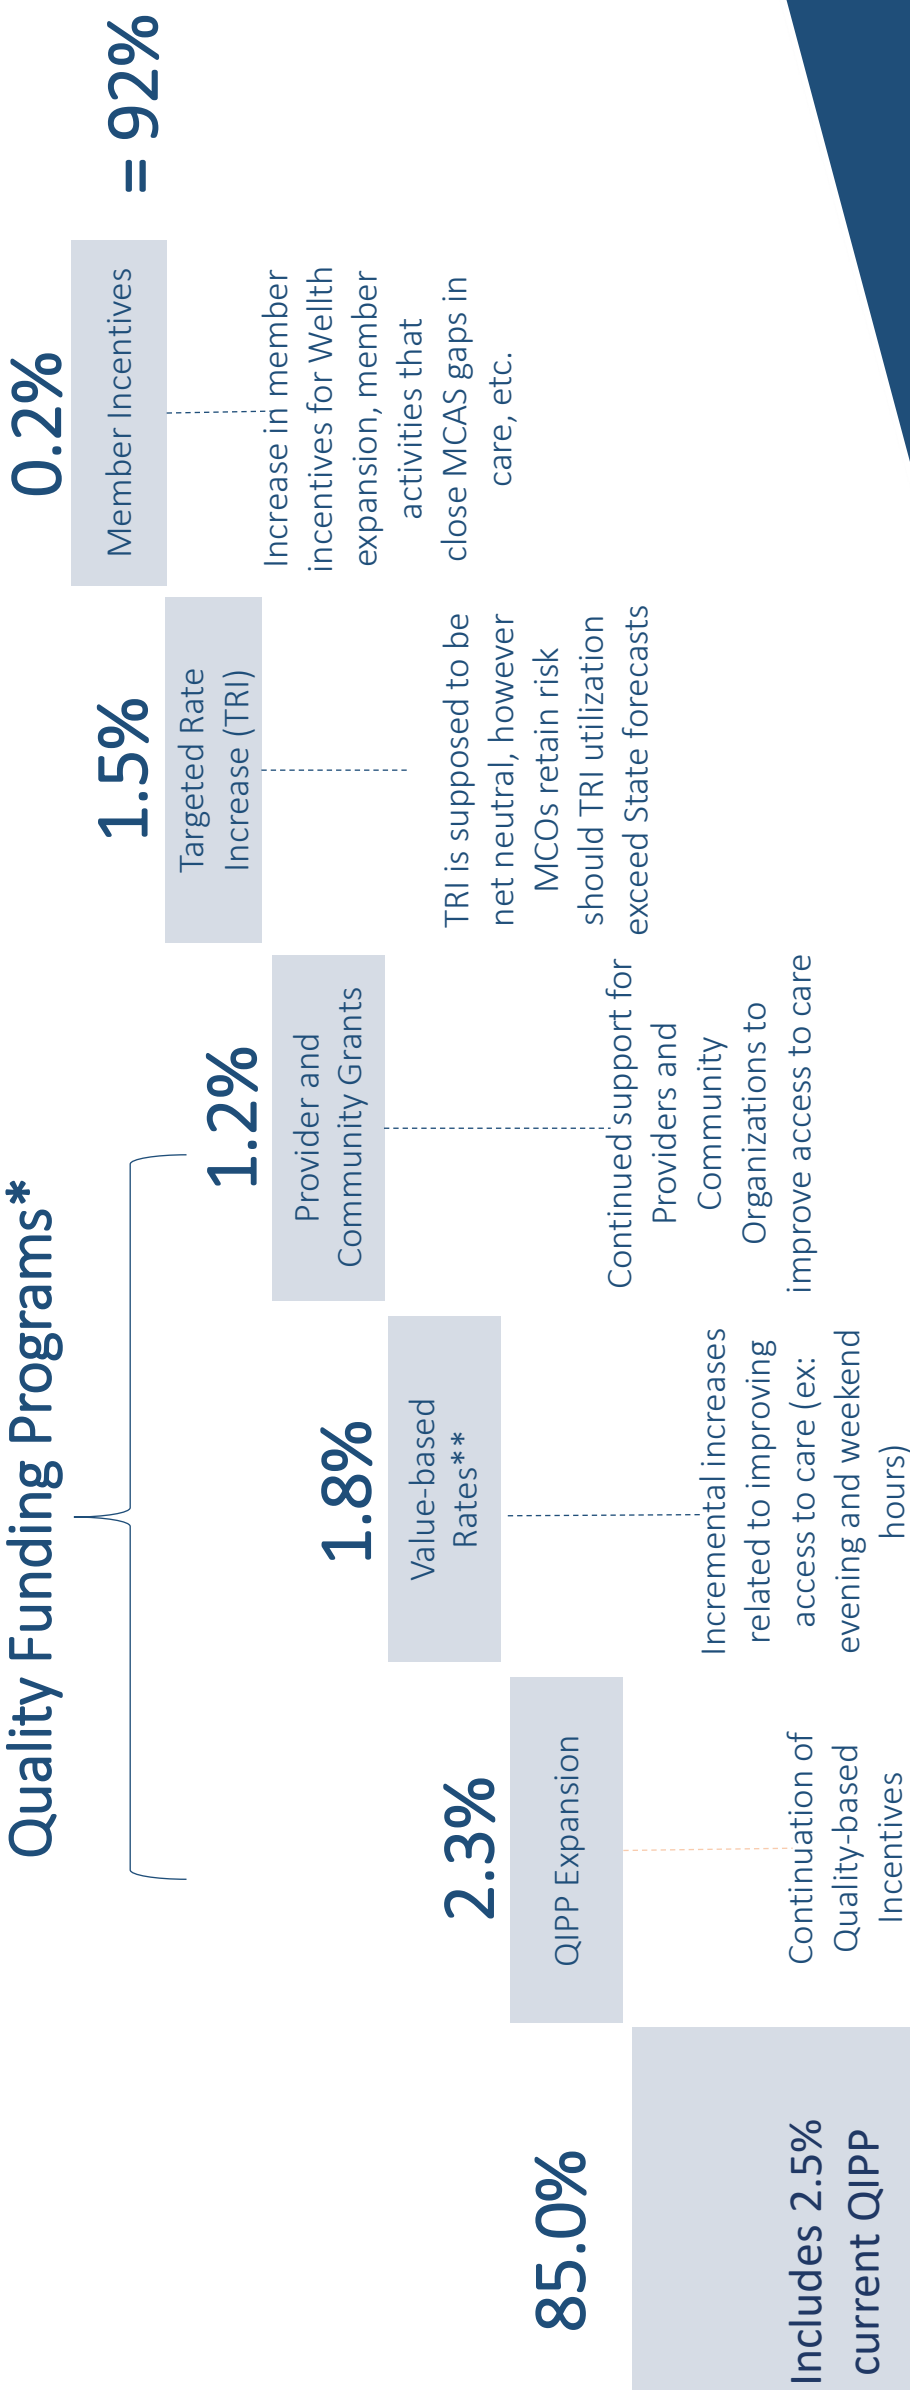 Quality Funding Programs*
85.0%
Includes 2.5%
current QIPP
2.3%
QIPP Expansion
Continuation of
Quality-based
Incentives
1.8%
Value-based
Rates**
Incremental increases
related to improving
access to care (ex:
evening and weekend
hours)
1.2%
Provider and
Community Grants
Continued support for
Providers and
Community
Organizations to
improve access to care
1.5%
Targeted Rate
Increase (TRI)
TRI is supposed to be
net neutral, however
MCOs retain risk
should TRI utilization
exceed State forecasts
0.2%
Member Incentives
Increase in member
incentives for Wellth
expansion, member
activities that
close MCAS gaps in
care, etc.
= 92%